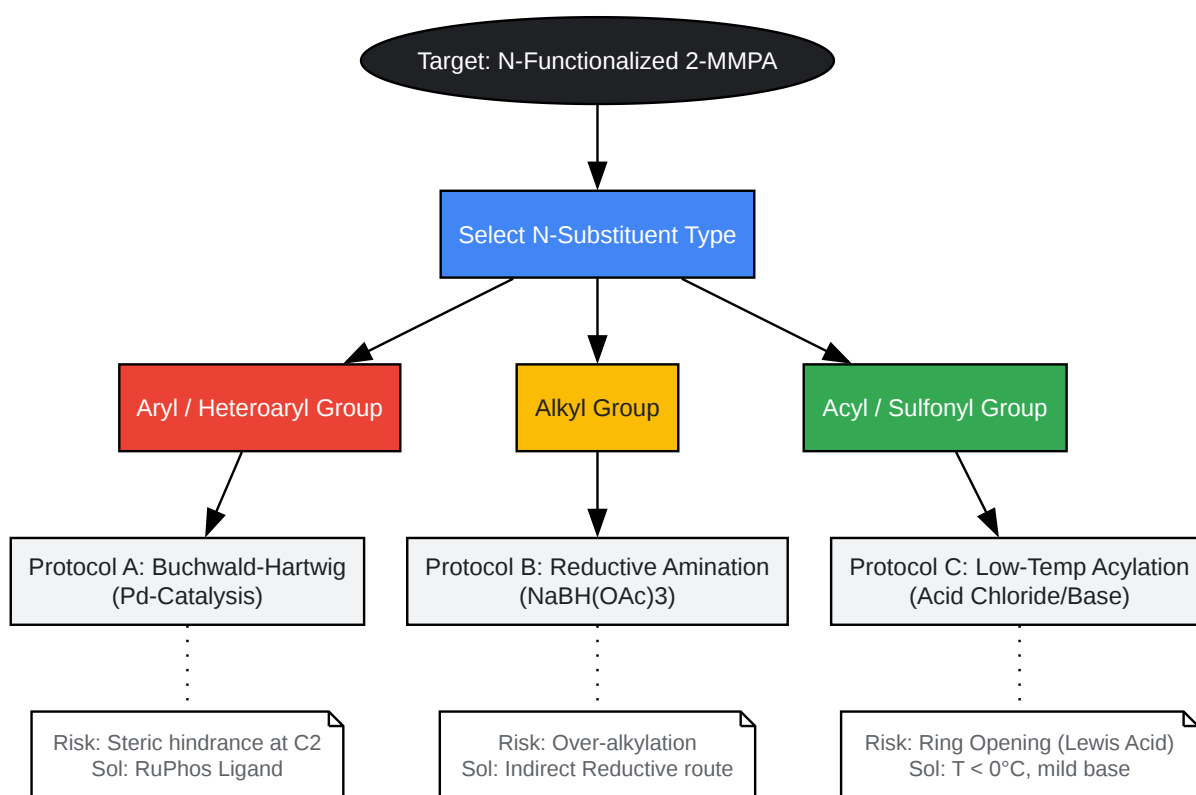 Target: N-Functionalized 2-MMPA
Select N-Substituent Type
Aryl / Heteroaryl Group
Alkyl Group
Acyl / Sulfonyl Group
Protocol A: Buchwald-Hartwig
(Pd-Catalysis)
Protocol B: Reductive Amination
(NaBH(OAc)3)
Protocol C: Low-Temp Acylation
(Acid Chloride/Base)
Risk: Steric hindrance at C2
Sol: RuPhos Ligand
Risk: Over-alkylation
Sol: Indirect Reductive route
Risk: Ring Opening (Lewis Acid)
Sol: T < 0°C, mild base